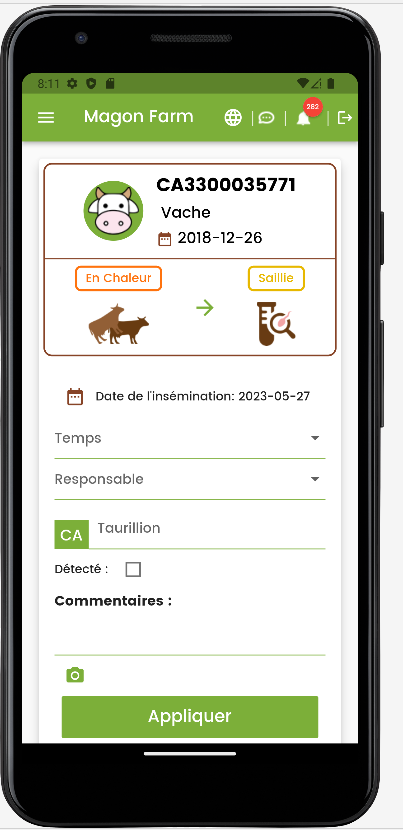 8:11
Magon Farm
282
CA3300035771
Vache
2018-12-26
En Chaleur
Saillie
Date de l'insémination: 2023-05-27
Temps
Responsable
CA Taurillion
Détecté :
Commentaires :
Appliquer